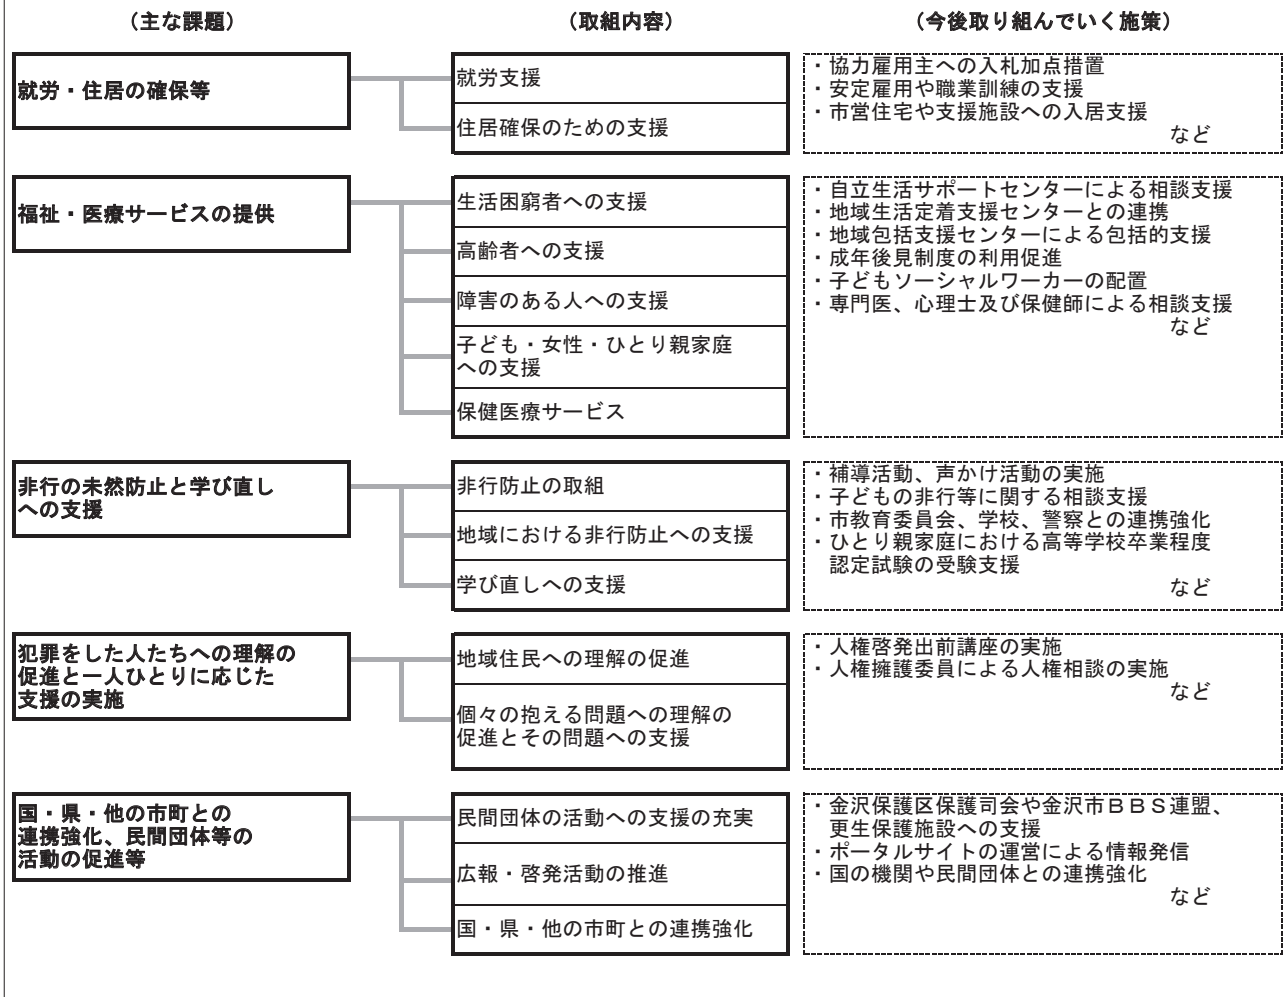 （主な課題）
（取組内容）
（今後取り組んでいく施策）
就労・住居の確保等
就労支援
住居確保のための支援
・協力雇用主への入札加点措置
・安定雇用や職業訓練の支援
・市営住宅や支援施設への入居支援
など
福祉・医療サービスの提供
生活困窮者への支援
高齢者への支援
障害のある人への支援
子ども・女性・ひとり親家庭
への支援
保健医療サービス
・自立生活サポートセンターによる相談支援
・地域生活定着支援センターとの連携
・地域包括支援センターによる包括的支援
・成年後見制度の利用促進
・子どもソーシャルワーカーの配置
・専門医、心理士及び保健師による相談支援
など
非行の未然防止と学び直し
への支援
非行防止の取組
地域における非行防止への支援
学び直しへの支援
・補導活動、声かけ活動の実施
・子どもの非行等に関する相談支援
・市教育委員会、学校、警察との連携強化
・ひとり親家庭における高等学校卒業程度
認定試験の受験支援
など
犯罪をした人たちへの理解の
促進と一人ひとりに応じた
支援の実施
地域住民への理解の促進
個々の抱える問題への理解の
促進とその問題への支援
・人権啓発出前講座の実施
・人権擁護委員による人権相談の実施
など
国・県・他の市町との
連携強化、民間団体等の
活動の促進等
民間団体の活動への支援の充実
広報・啓発活動の推進
国・県・他の市町との連携強化
・金沢保護区保護司会や金沢市ＢＢＳ連盟、
更生保護施設への支援
・ポータルサイトの運営による情報発信
・国の機関や民間団体との連携強化
など